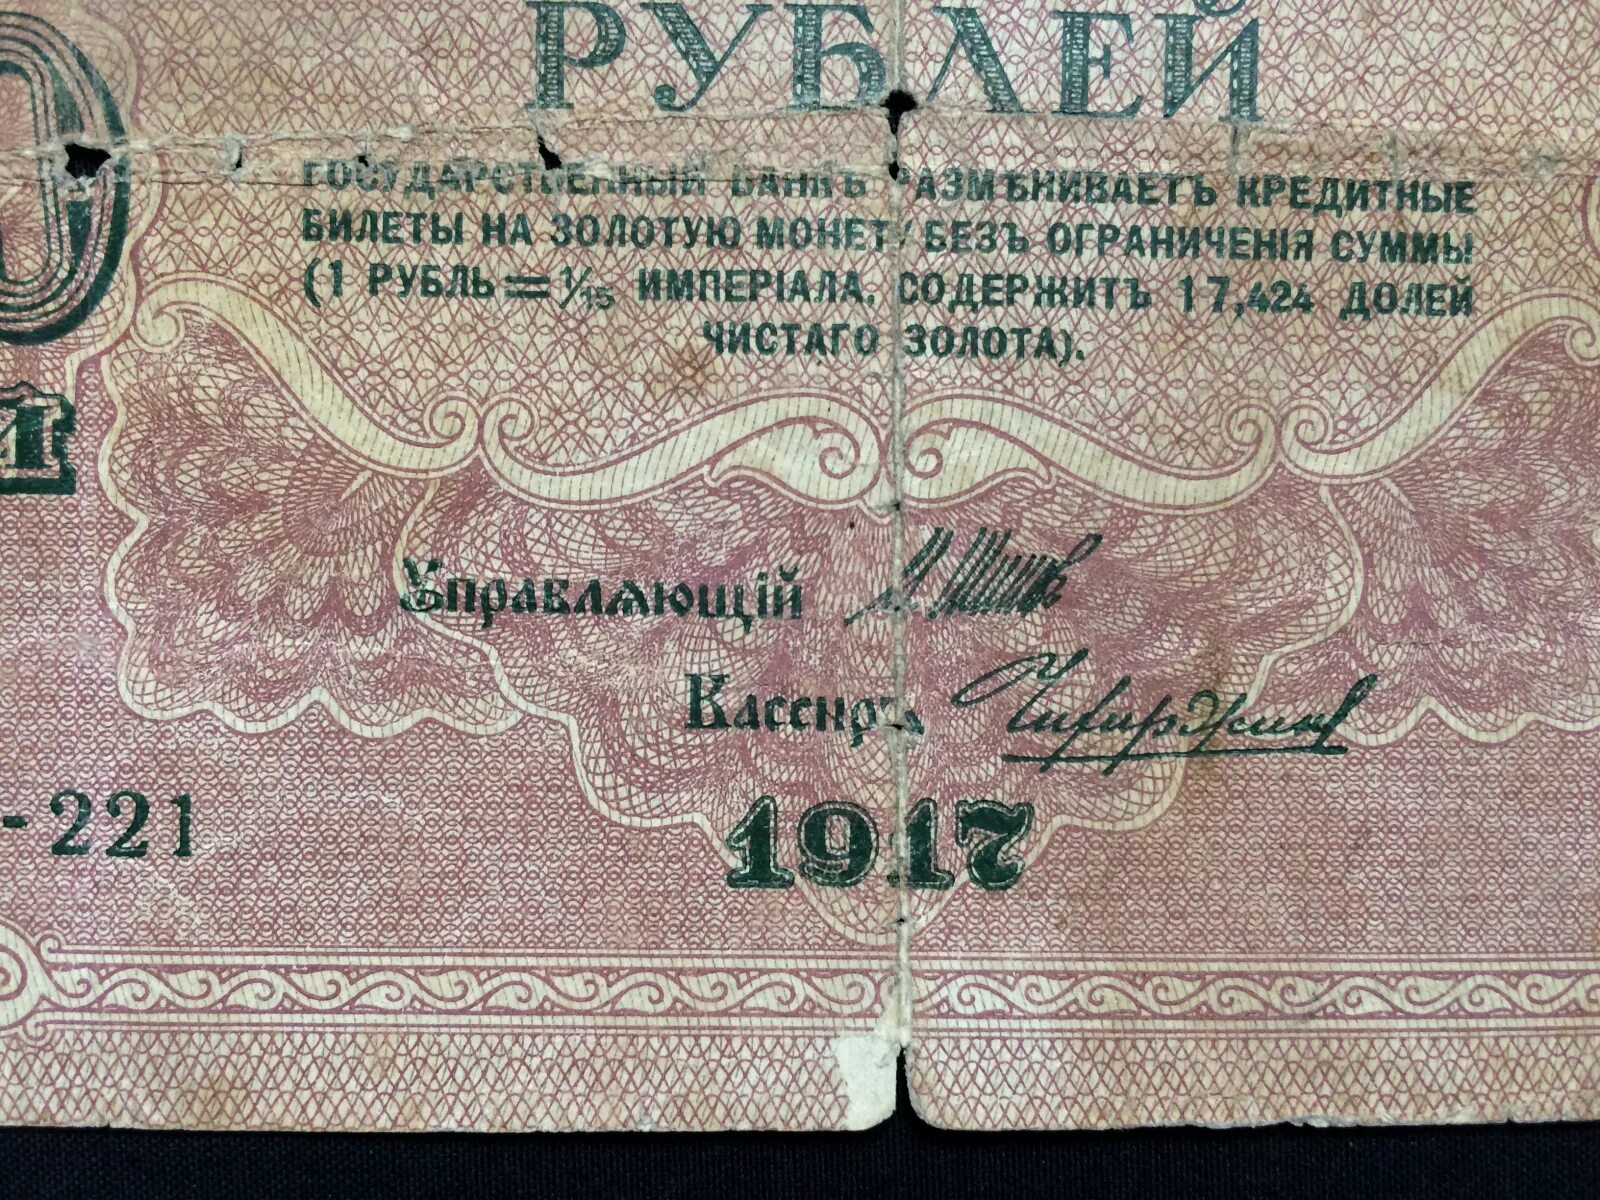 РУБЛЕЙ
ГОСУДАРСТВЕННЫЙ БАНКЪ РАЗМѢНИВАЕТЪ КРЕДИТНЫЕ
БИЛЕТЫ НА ЗОЛОТУЮ МОНЕТУ БЕЗЪ ОГРАНИЧЕНІЯ СУММЫ
(1 РУБЛЬ = 1/15 ИМПЕРІАЛА, СОДЕРЖИТЪ 17,424 ДОЛЕЙ
ЧИСТАГО ЗОЛОТА).
Управляющій И. Шипов
Кассиръ
-221
1917